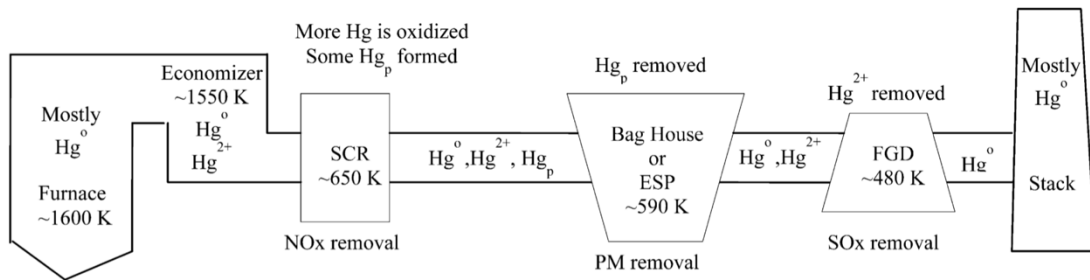 Mostly
Hg°
Furnace
~1600 K
Economizer
~1550 K
Hg°
Hg²⁺
More Hg is oxidized
Some Hgₚ formed
SCR
~650 K
NOx removal
Hg°,Hg²⁺, Hgₚ
Hgₚ removed
Bag House
or
ESP
~590 K
PM removal
Hg°,Hg²⁺
Hg²⁺ removed
FGD
~480 K
SOx removal
Hg°
Mostly
Hg°
Stack